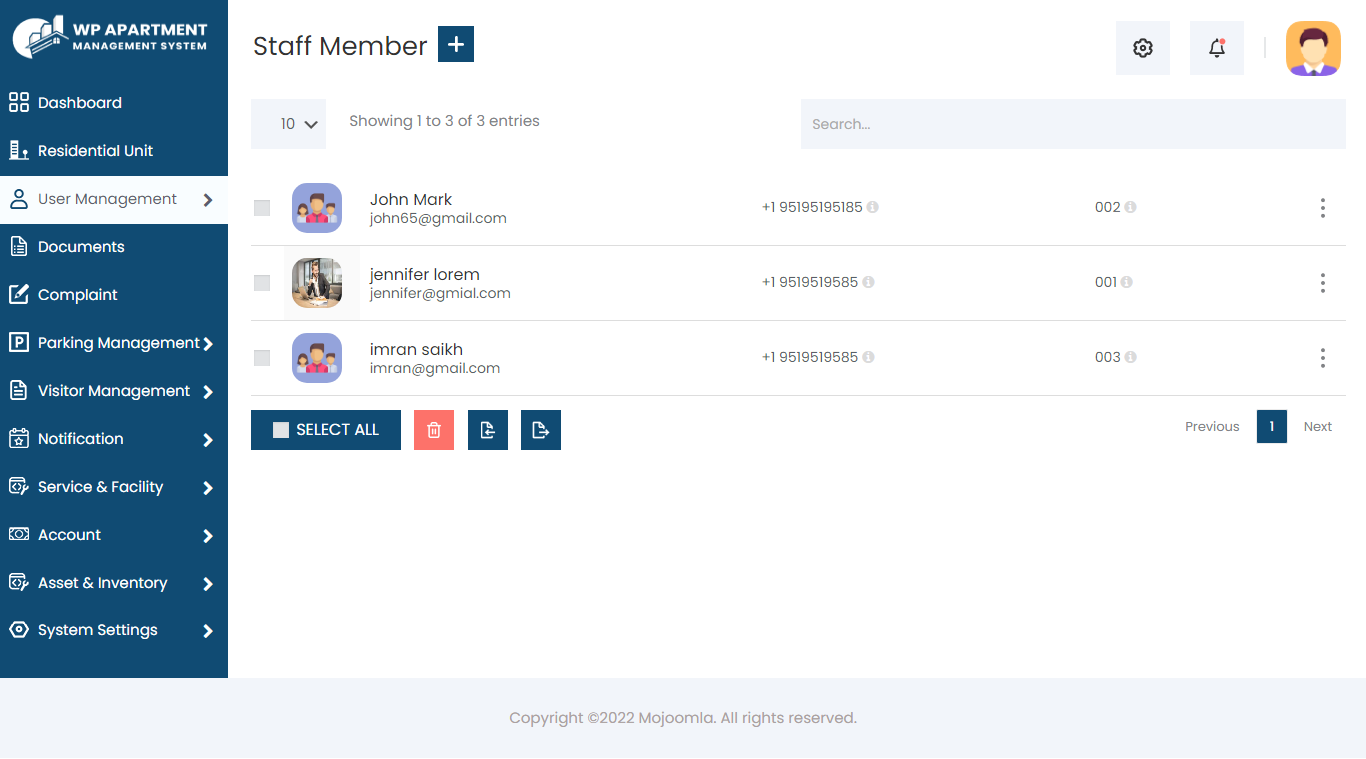 WP APARTMENT
MANAGEMENT SYSTEM
Dashboard
Residential Unit
User Management
Documents
Complaint
P Parking Management
Visitor Management
Notification
Service & Facility
Account
Asset & Inventory
System Settings
Staff Member +
10 Showing 1 to 3 of 3 entries Search...
John Mark
john65@gmail.com
+1 95195195185
002
jennifer lorem
jennifer@gmial.com
+1 9519519585
001
imran saikh
imran@gmail.com
+1 9519519585
003
SELECT ALL
Previous 1 Next
Copyright ©2022 Mojoomla. All rights reserved.